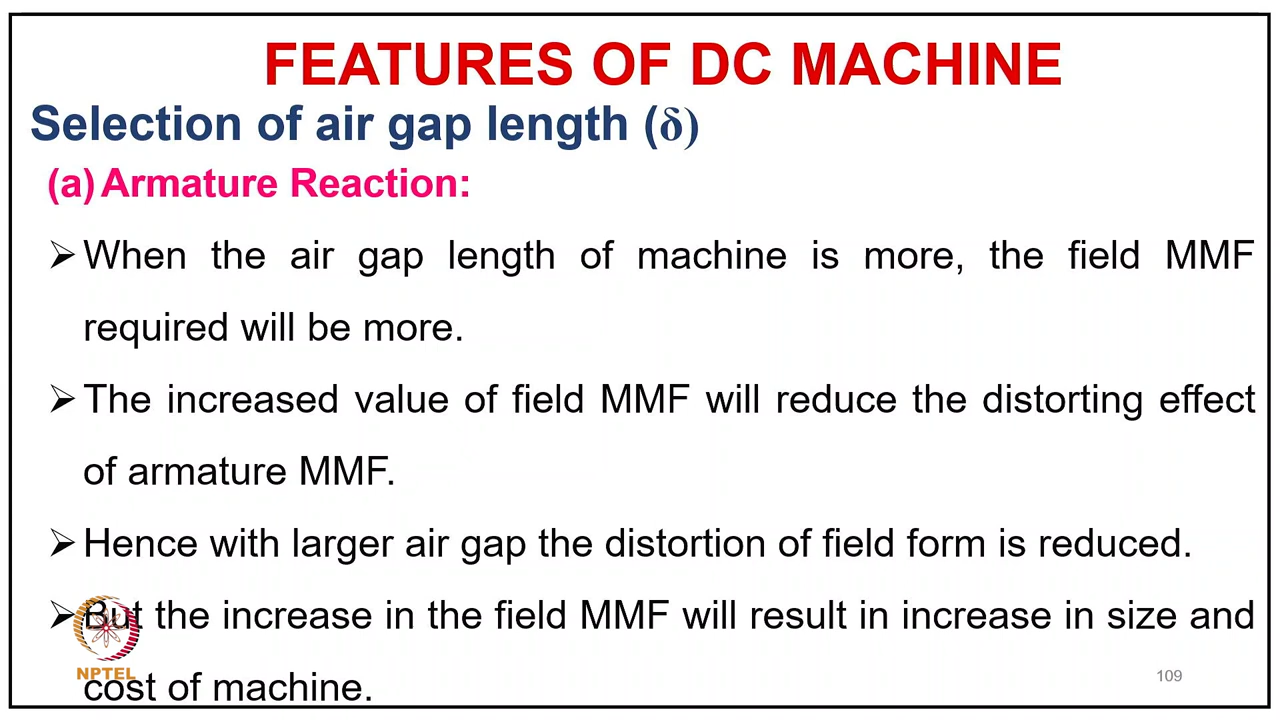 FEATURES OF DC MACHINE
Selection of air gap length (δ)
(a) Armature Reaction:
➢ When the air gap length of machine is more, the field MMF
required will be more.
➢ The increased value of field MMF will reduce the distorting effect
of armature MMF.
➢ Hence with larger air gap the distortion of field form is reduced.
➢ But the increase in the field MMF will result in increase in size and
cost of machine.
NPTEL
109